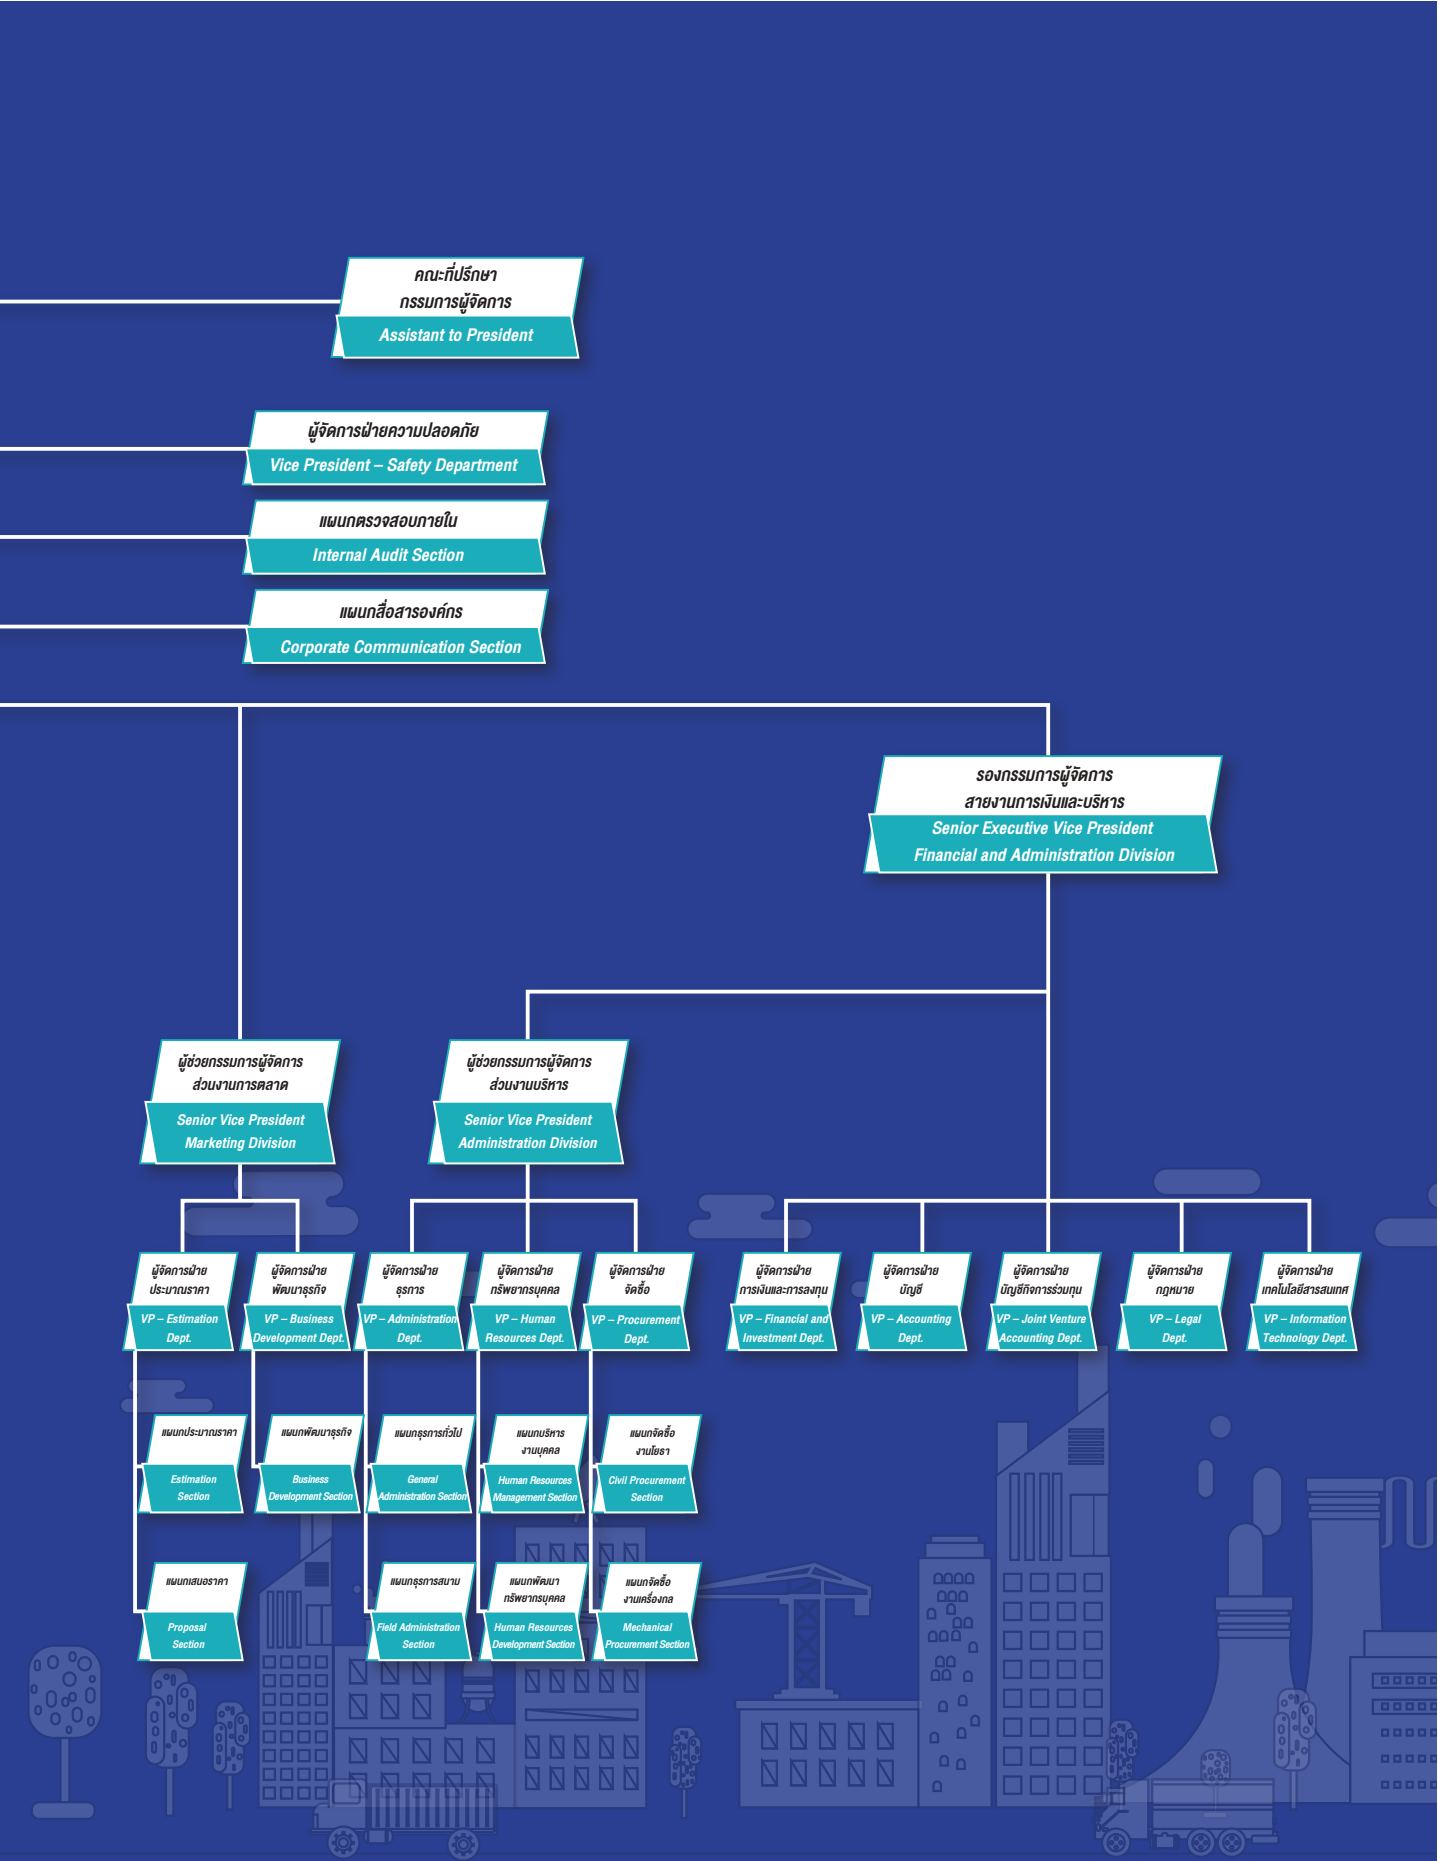 คณะที่ปรึกษา
กรรมการผู้จัดการ
Assistant to President
ผู้จัดการฝ่ายความปลอดภัย
Vice President – Safety Department
แผนกตรวจสอบภายใน
Internal Audit Section
แผนกสื่อสารองค์กร
Corporate Communication Section
รองกรรมการผู้จัดการ
สายงานการเงินและบริหาร
Senior Executive Vice President
Financial and Administration Division
ผู้ช่วยกรรมการผู้จัดการ
ส่วนงานการตลาด
Senior Vice President
Marketing Division
ผู้ช่วยกรรมการผู้จัดการ
ส่วนงานบริหาร
Senior Vice President
Administration Division
ผู้จัดการฝ่าย
ประมาณราคา
VP – Estimation
Dept.
ผู้จัดการฝ่าย
พัฒนาธุรกิจ
VP – Business
Development Dept.
ผู้จัดการฝ่าย
ธุรการ
VP – Administration
Dept.
ผู้จัดการฝ่าย
ทรัพยากรบุคคล
VP – Human
Resources Dept.
ผู้จัดการฝ่าย
จัดซื้อ
VP – Procurement
Dept.
ผู้จัดการฝ่าย
การเงินและการลงทุน
VP – Financial and
Investment Dept.
ผู้จัดการฝ่าย
บัญชี
VP – Accounting
Dept.
ผู้จัดการฝ่าย
บัญชีกิจการร่วมทุน
VP – Joint Venture
Accounting Dept.
ผู้จัดการฝ่าย
กฎหมาย
VP – Legal
Dept.
ผู้จัดการฝ่าย
เทคโนโลยีสารสนเทศ
VP – Information
Technology Dept.
แผนกประมาณราคา
Estimation
Section
แผนกพัฒนาธุรกิจ
Business
Development Section
แผนกธุรการทั่วไป
General
Administration Section
แผนกบริหาร
งานบุคคล
Human Resources
Management Section
แผนกจัดซื้อ
งานโยธา
Civil Procurement
Section
แผนกเสนอราคา
Proposal
Section
แผนกธุรการสนาม
Field Administration
Section
แผนกพัฒนา
ทรัพยากรบุคคล
Human Resources
Development Section
แผนกจัดซื้อ
งานเครื่องกล
Mechanical
Procurement Section